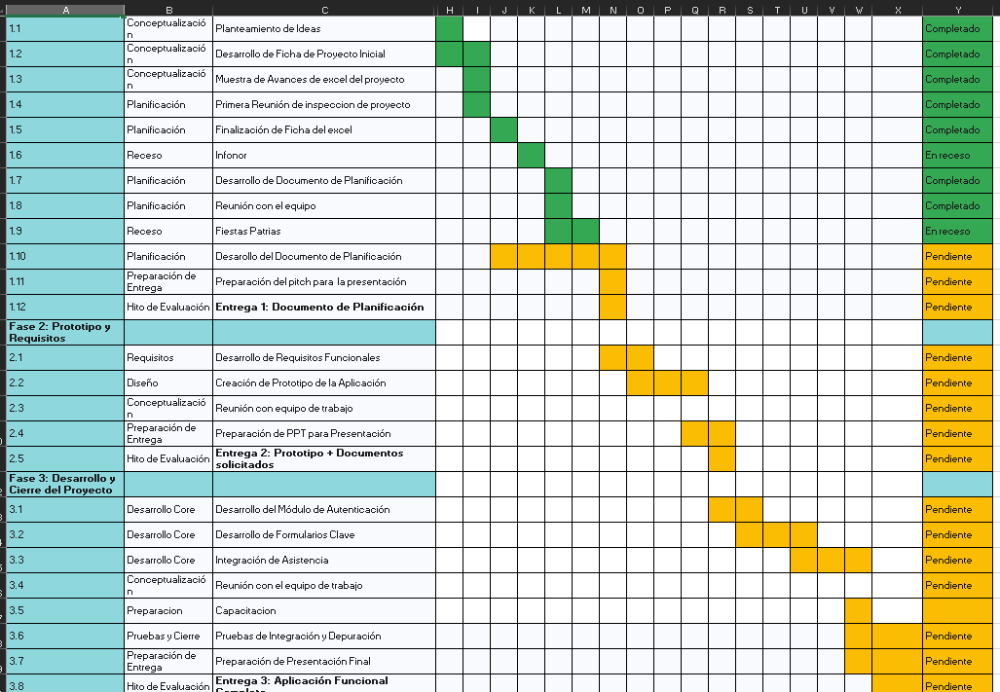 A B C H I J K L M N O P Q R S T U V W X Y
1.1 Conceptualizació
n Planteamiento de Ideas Completado
1.2 Conceptualizació
n Desarrollo de Ficha de Proyecto Inicial Completado
1.3 Conceptualizació
n Muestra de Avances de excel del proyecto Completado
1.4 Planificación Primera Reunión de inspeccion de proyecto Completado
1.5 Planificación Finalización de Ficha del excel Completado
1.6 Receso Infonor En receso
1.7 Planificación Desarrollo de Documento de Planificación Completado
1.8 Planificación Reunión con el equipo Completado
1.9 Receso Fiestas Patrias En receso
1.10 Planificación Desarollo del Documento de Planificación Pendiente
1.11 Preparación de
Entrega Preparación del pitch para la presentación Pendiente
1.12 Hito de Evaluación Entrega 1: Documento de Planificación Pendiente
Fase 2: Prototipo y
Requisitos
2.1 Requisitos Desarrollo de Requisitos Funcionales Pendiente
2.2 Diseño Creación de Prototipo de la Aplicación Pendiente
2.3 Conceptualizació
n Reunión con equipo de trabajo Pendiente
2.4 Preparación de
Entrega Preparación de PPT para Presentación Pendiente
2.5 Hito de Evaluación Entrega 2: Prototipo + Documentos
solicitados Pendiente
Fase 3: Desarrollo y
Cierre del Proyecto
3.1 Desarrollo Core Desarrollo del Módulo de Autenticación Pendiente
3.2 Desarrollo Core Desarrollo de Formularios Clave Pendiente
3.3 Desarrollo Core Integración de Asistencia Pendiente
3.4 Conceptualizació
n Reunión con el equipo de trabajo Pendiente
3.5 Preparacion Capacitacion
3.6 Pruebas y Cierre Pruebas de Integración y Depuración Pendiente
3.7 Preparación de
Entrega Preparación de Presentación Final Pendiente
3.8 Hito de Evaluación Entrega 3: Aplicación Funcional Pendiente